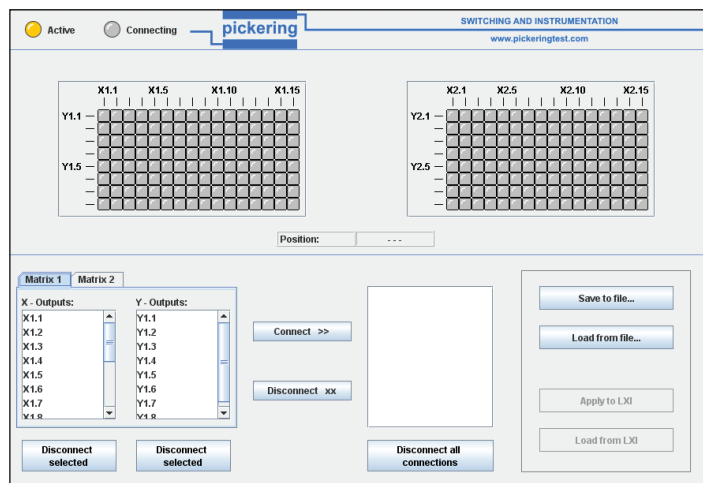 Active
Connecting
pickering
SWITCHING AND INSTRUMENTATION
www.pickeringtest.com
X1.1 X1.5 X1.10 X1.15
Y1.1
Y1.5
X2.1 X2.5 X2.10 X2.15
Y2.1
Y2.5
Position: ---
Matrix 1 Matrix 2
X - Outputs:
X1.1
X1.2
X1.3
X1.4
X1.5
X1.6
X1.7
X1.8
Y - Outputs:
Y1.1
Y1.2
Y1.3
Y1.4
Y1.5
Y1.6
Y1.7
Y1.8
Disconnect
selected
Disconnect
selected
Connect >>
Disconnect xx
Disconnect all
connections
Save to file...
Load from file...
Apply to LXI
Load from LXI